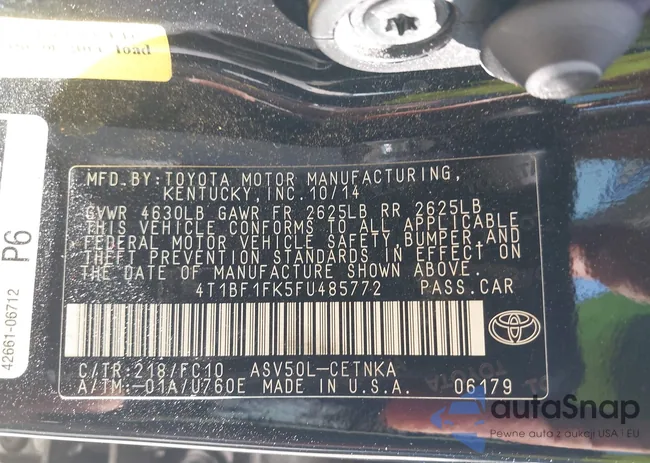 load
P6
42661-06712
MFD.BY:TOYOTA MOTOR MANUFACTURING,
KENTUCKY,INC.10/14
GVWR 4630LB GAWR FR 2625LB RR 2625LB
THIS VEHICLE CONFORMS TO ALL APPLICABLE
FEDERAL MOTOR VEHICLE SAFETY,BUMPER,AND
THEFT PREVENTION STANDARDS IN EFFECT ON
THE DATE OF MANUFACTURE SHOWN ABOVE.
4T1BF1FK5FU485772 PASS.CAR
C/TR:218/FC10 ASV50L-CETNKA
A/TM:-01A/U760E MADE IN U.S.A. 06179
autoSnap
Pewne auto z aukcji USA i EU